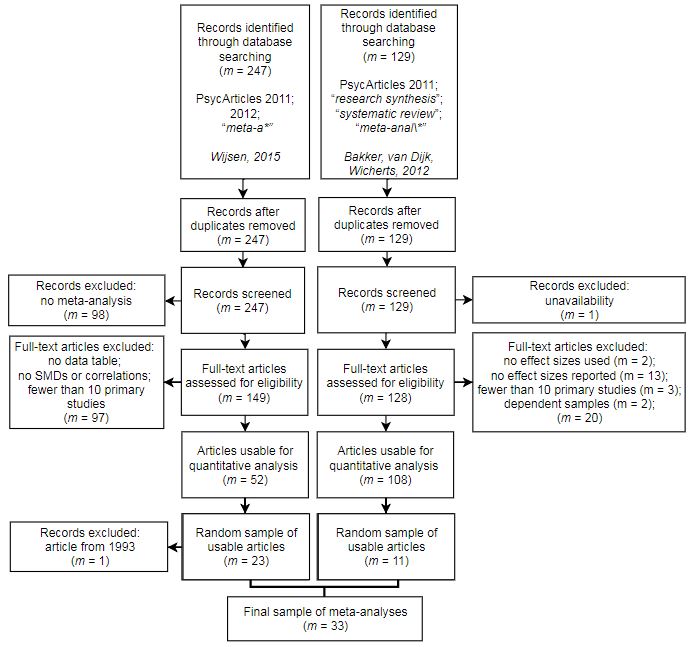 Records identified
through database
searching
(m = 247)
PsycArticles 2011;
2012;
“meta-a*”
Wijsen, 2015
Records identified
through database
searching
(m = 129)
PsycArticles 2011;
“research synthesis”;
“systematic review”;
“meta-anal\*”
Bakker, van Dijk,
Wicherts, 2012
Records after
duplicates removed
(m = 247)
Records after
duplicates removed
(m = 129)
Records excluded:
no meta-analysis
(m = 98)
Records screened
(m = 247)
Records screened
(m = 129)
Records excluded:
unavailability
(m = 1)
Full-text articles excluded:
no data table;
no SMDs or correlations;
fewer than 10 primary
studies
(m = 97)
Full-text articles
assessed for eligibility
(m = 149)
Full-text articles
assessed for eligibility
(m = 128)
Full-text articles excluded:
no effect sizes used (m = 2);
no effect sizes reported (m = 13);
fewer than 10 primary studies (m = 3);
dependent samples (m = 2);
(m = 20)
Articles usable for
quantitative analysis
(m = 52)
Articles usable for
quantitative analysis
(m = 108)
Records excluded:
article from 1993
(m = 1)
Random sample of
usable articles
(m = 23)
Random sample of
usable articles
(m = 11)
Final sample of meta-analyses
(m = 33)